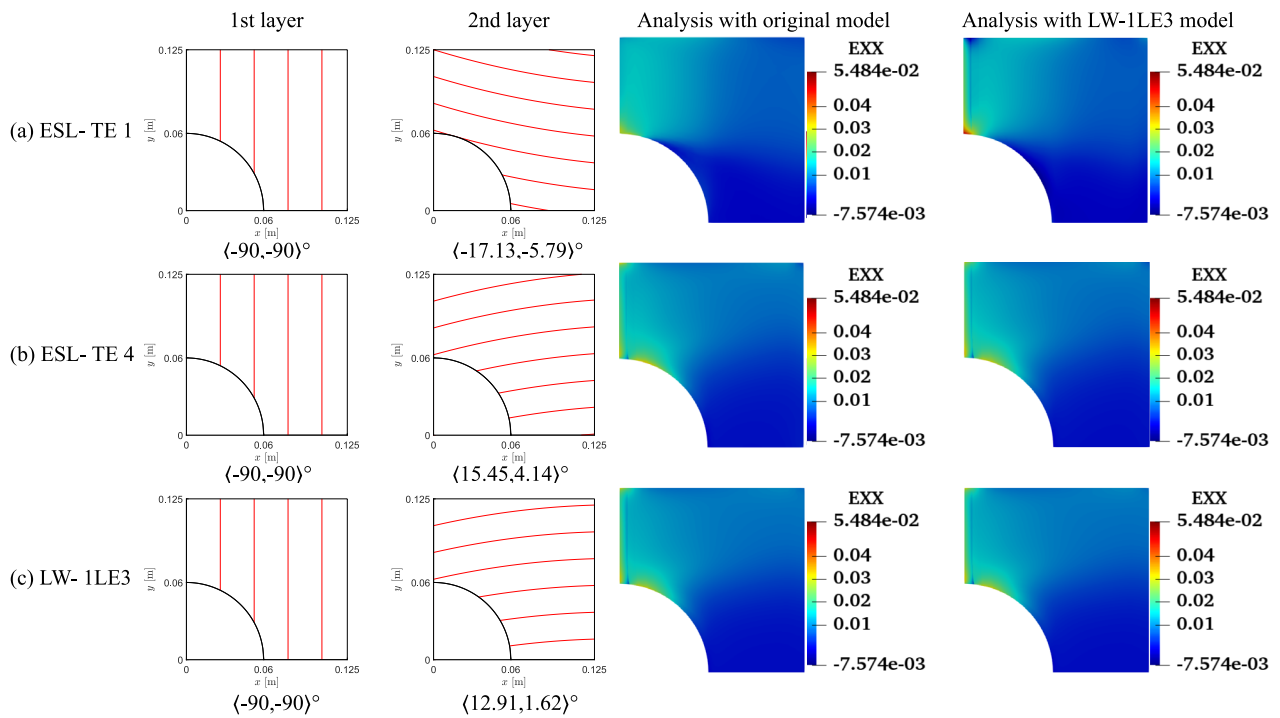 1st layer
2nd layer
Analysis with original model
Analysis with LW-1LE3 model
(a) ESL- TE 1
0.125
0.06
0
y [m]
0
0.06
0.125
x [m]
⟨-90,-90⟩°
0.125
0.06
0
y [m]
0
0.06
0.125
x [m]
⟨-17.13,-5.79⟩°
EXX
5.484e-02
0.04
0.03
0.02
0.01
-7.574e-03
EXX
5.484e-02
0.04
0.03
0.02
0.01
-7.574e-03
(b) ESL- TE 4
0.125
0.06
0
y [m]
0
0.06
0.125
x [m]
⟨-90,-90⟩°
0.125
0.06
0
y [m]
0
0.06
0.125
x [m]
⟨15.45,4.14⟩°
EXX
5.484e-02
0.04
0.03
0.02
0.01
-7.574e-03
EXX
5.484e-02
0.04
0.03
0.02
0.01
-7.574e-03
(c) LW- 1LE3
0.125
0.06
0
y [m]
0
0.06
0.125
x [m]
⟨-90,-90⟩°
0.125
0.06
0
y [m]
0
0.06
0.125
x [m]
⟨12.91,1.62⟩°
EXX
5.484e-02
0.04
0.03
0.02
0.01
-7.574e-03
EXX
5.484e-02
0.04
0.03
0.02
0.01
-7.574e-03